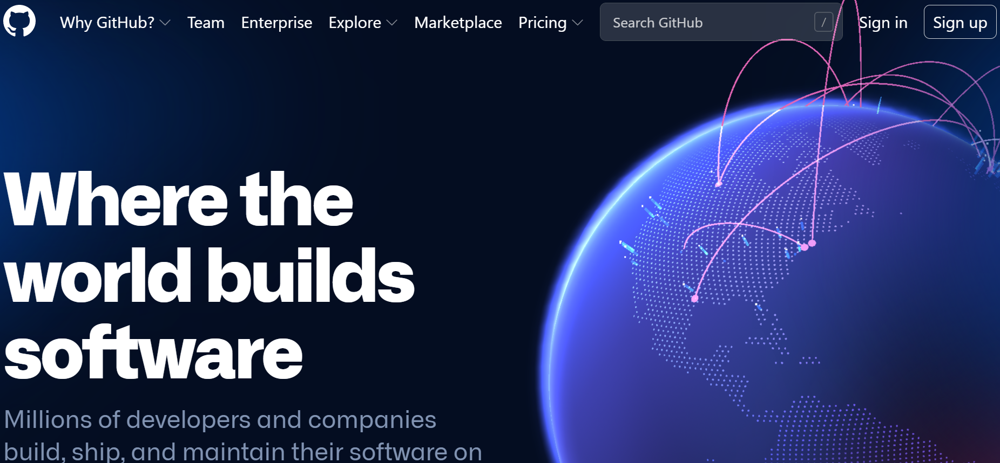 Why GitHub? Team Enterprise Explore Marketplace Pricing Search GitHub / Sign in Sign up
Where the
world builds
software
Millions of developers and companies
build, ship, and maintain their software on